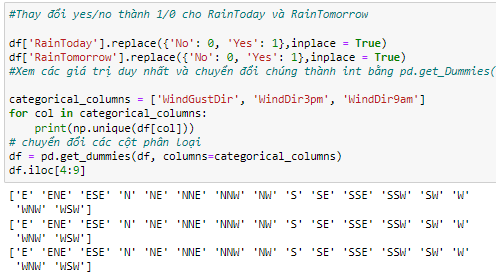 #Thay đổi yes/no thành 1/0 cho RainToday và RainTomorrow
df['RainToday'].replace({'No': 0, 'Yes': 1},inplace = True)
df['RainTomorrow'].replace({'No': 0, 'Yes': 1},inplace = True)
#Xem các giá trị duy nhất và chuyển đổi chúng thành int bằng pd.get_Dummies(
categorical_columns = ['WindGustDir', 'WindDir3pm', 'WindDir9am']
for col in categorical_columns:
    print(np.unique(df[col]))
# chuyển đổi các cột phân loại
df = pd.get_dummies(df, columns=categorical_columns)
df.iloc[4:9]
['E' 'ENE' 'ESE' 'N' 'NE' 'NNE' 'NNW' 'NW' 'S' 'SE' 'SSE' 'SSW' 'SW' 'W'
 'WNW' 'WSW']
['E' 'ENE' 'ESE' 'N' 'NE' 'NNE' 'NNW' 'NW' 'S' 'SE' 'SSE' 'SSW' 'SW' 'W'
 'WNW' 'WSW']
['E' 'ENE' 'ESE' 'N' 'NE' 'NNE' 'NNW' 'NW' 'S' 'SE' 'SSE' 'SSW' 'SW' 'W'
 'WNW' 'WSW']